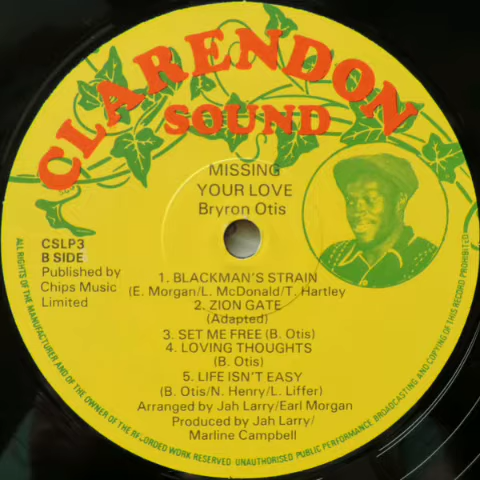 CLARENDON
SOUND
MISSING
YOUR LOVE
Bryron Otis
CSLP3
B SIDE
Published by
Chips Music
Limited
1. BLACKMAN'S STRAIN
(E. Morgan/L. McDonald/T. Hartley
2. ZION GATE
(Adapted)
3. SET ME FREE (B. Otis)
4. LOVING THOUGHTS
(B. Otis)
5. LIFE ISN'T EASY
(B. Otis/N. Henry/L. Liffer)
Arranged by Jah Larry/Earl Morgan
Produced by Jah Larry/
Marline Campbell
ALL RIGHTS OF THE MANUFACTURER AND OF THE OWNER OF THE RECORDED WORK RESERVED UNAUTHORISED PUBLIC PERFORMANCE BROADCASTING AND COPYING OF THIS RECORD PROHIBITED